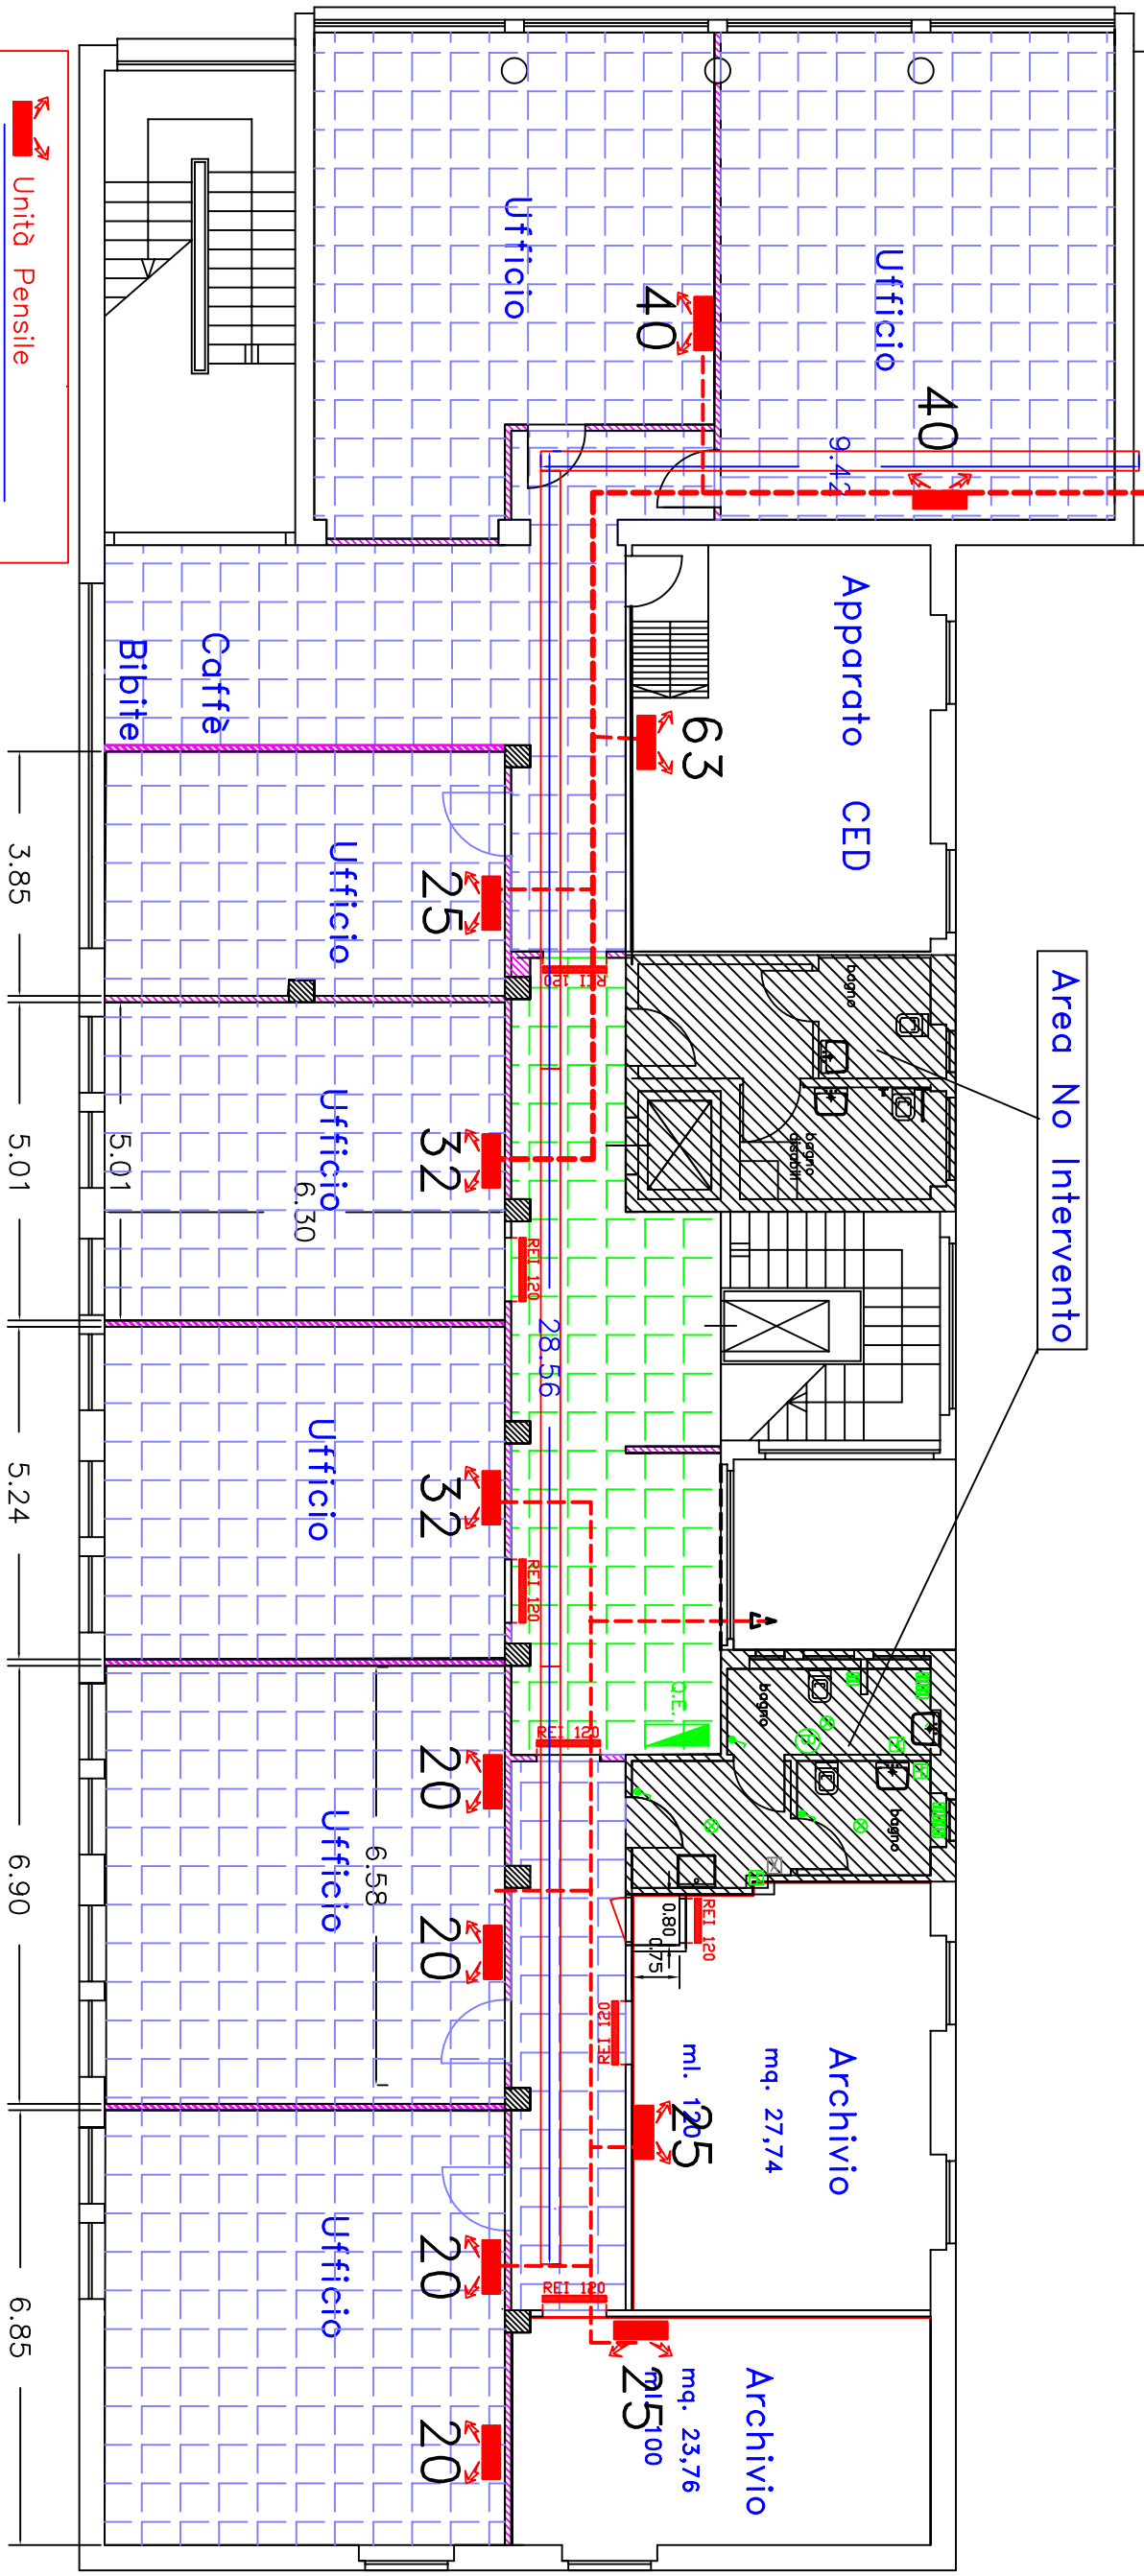 Unità Pensile
Ufficio
40
9.42
Ufficio
40
Apparato CED
63
Caffè
Bibite
Ufficio
25
3.85
REI 120
bagno
bagno
disabili
Area No Intervento
Ufficio
32
6.30
5.01
5.01
REI 120
28.56
Ufficio
32
5.24
REI 120
Q.E.
REI 120
bagno
bagno
Ufficio
20
20
6.58
6.90
REI 120
0.80
0.75
REI 120
Archivio
mq. 27,74
ml. 120
25
Ufficio
20
20
6.85
REI 120
Archivio
mq. 23,76
ml. 100
25